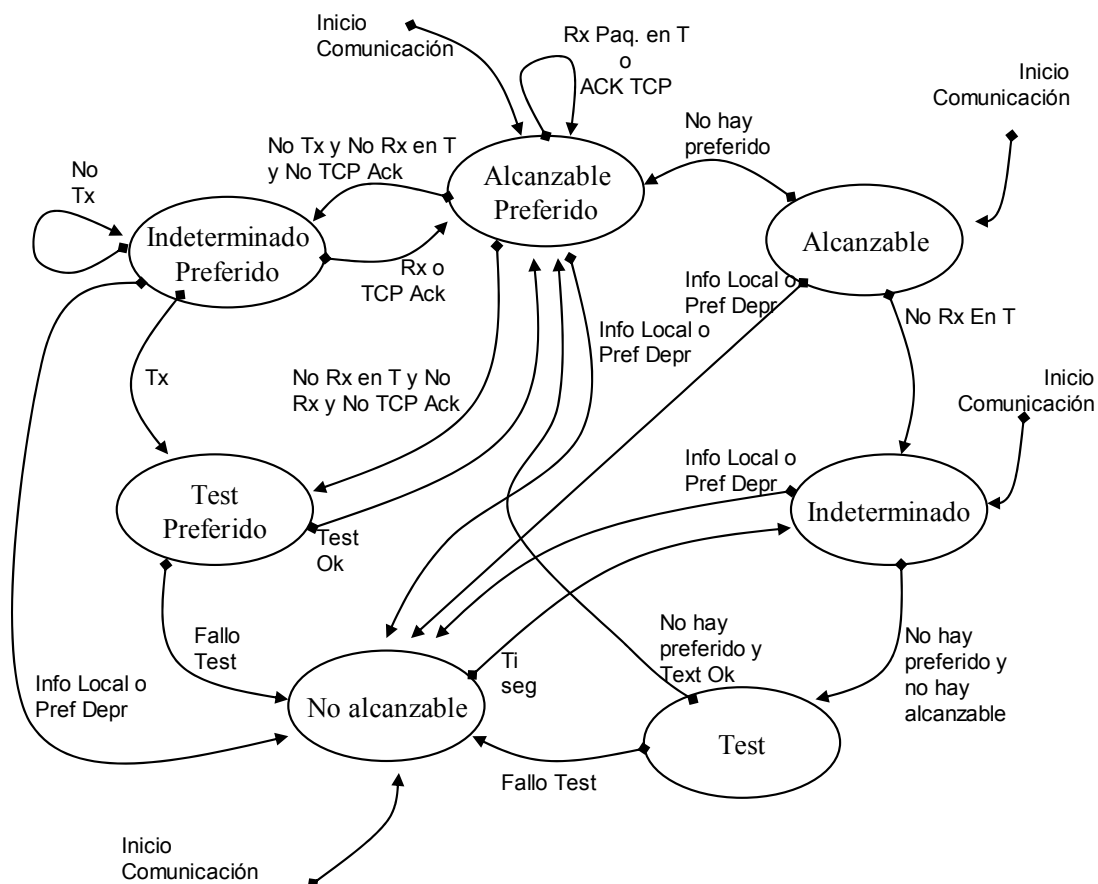 Inicio
Comunicación
Rx Paq. en T
o
ACK TCP
Inicio
Comunicación
No hay
preferido
No Tx y No Rx en T
y No TCP Ack
No
Tx
Alcanzable
Preferido
Indeterminado
Preferido
Alcanzable
Rx o
TCP Ack
Info Local o
Pref Depr
No Rx En T
Info Local o
Pref Depr
Tx
No Rx en T y No
Rx y No TCP Ack
Inicio
Comunicación
Info Local o
Pref Depr
Test
Preferido
Indeterminado
Test
Ok
Fallo
Test
No hay
preferido y
Text Ok
No hay
preferido y
no hay
alcanzable
Ti
seg
Info Local o
Pref Depr
No alcanzable
Test
Fallo Test
Inicio
Comunicación